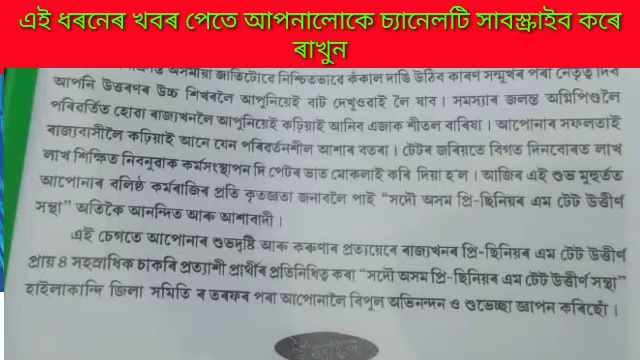 এই ধৰনেৰ খবৰ পেতে আপনালোকে চ্যানেলটি সাবস্ক্ৰাইব কৰে
ৰাখুন
অসমীয়া জাতিটোৱে নিশ্চিতভাবে কঁকাল দাঙি উঠিব কাৰণ সন্মুখৰ পৰা নেতৃত্ব দিব
আপনি উত্তৰণৰ উচ্চ শিখৰলৈ আপুনিয়েই বাট দেখুওৱাই লৈ যাব। সমস্যাৰ জলন্ত অগ্নিপিণ্ডলৈ
পৰিবৰ্তিত হোৱা ৰাজ্যখনলৈ আপুনিয়েই কঢ়িয়াই আনিব এজাক শীতল বাৰিষা। আপোনাৰ সফলতাই
ৰাজ্যবাসীলৈ কঢ়িয়াই আনে যেন পৰিবৰ্তনশীল আশাৰ বতৰা। টেটৰ জৰিয়তে বিগত দিনবোৰত লাখ
লাখ শিক্ষিত নিবনুৱাক কৰ্মসংস্থাপন দি পেটৰ ভাত মোকলাই কৰি দিয়া হ'ল। আজিৰ এই শুভ মূহুৰ্তত
আপোনাৰ বলিষ্ঠ কৰ্মৰাজিৰ প্ৰতি কৃতজ্ঞতা জনাবলৈ পাই “সদৌ অসম প্ৰি-ছিনিয়ৰ এম টেট উত্তীৰ্ণ
সন্থা” অতিকৈ আনন্দিত আৰু আশাবাদী।
এই চেগতে আপোনাৰ শুভদৃষ্টি আৰু কৰুণাৰ প্ৰত্যয়েৰে ৰাজ্যখনৰ প্ৰি-ছিনিয়ৰ এম টেট উত্তীৰ্ণ
প্ৰায় ৪ সহস্ৰাধিক চাকৰি প্ৰত্যাশী প্ৰাৰ্থীৰ প্ৰতিনিধিত্ব কৰা “সদৌ অসম প্ৰি-ছিনিয়ৰ এম টেট উত্তীৰ্ণ সন্থা”
হাইলাকান্দি জিলা সমিতি ৰ তৰফৰ পৰা আপোনালৈ বিপুল অভিনন্দন ও শুভেচ্ছা জ্ঞাপন কৰিছোঁ।